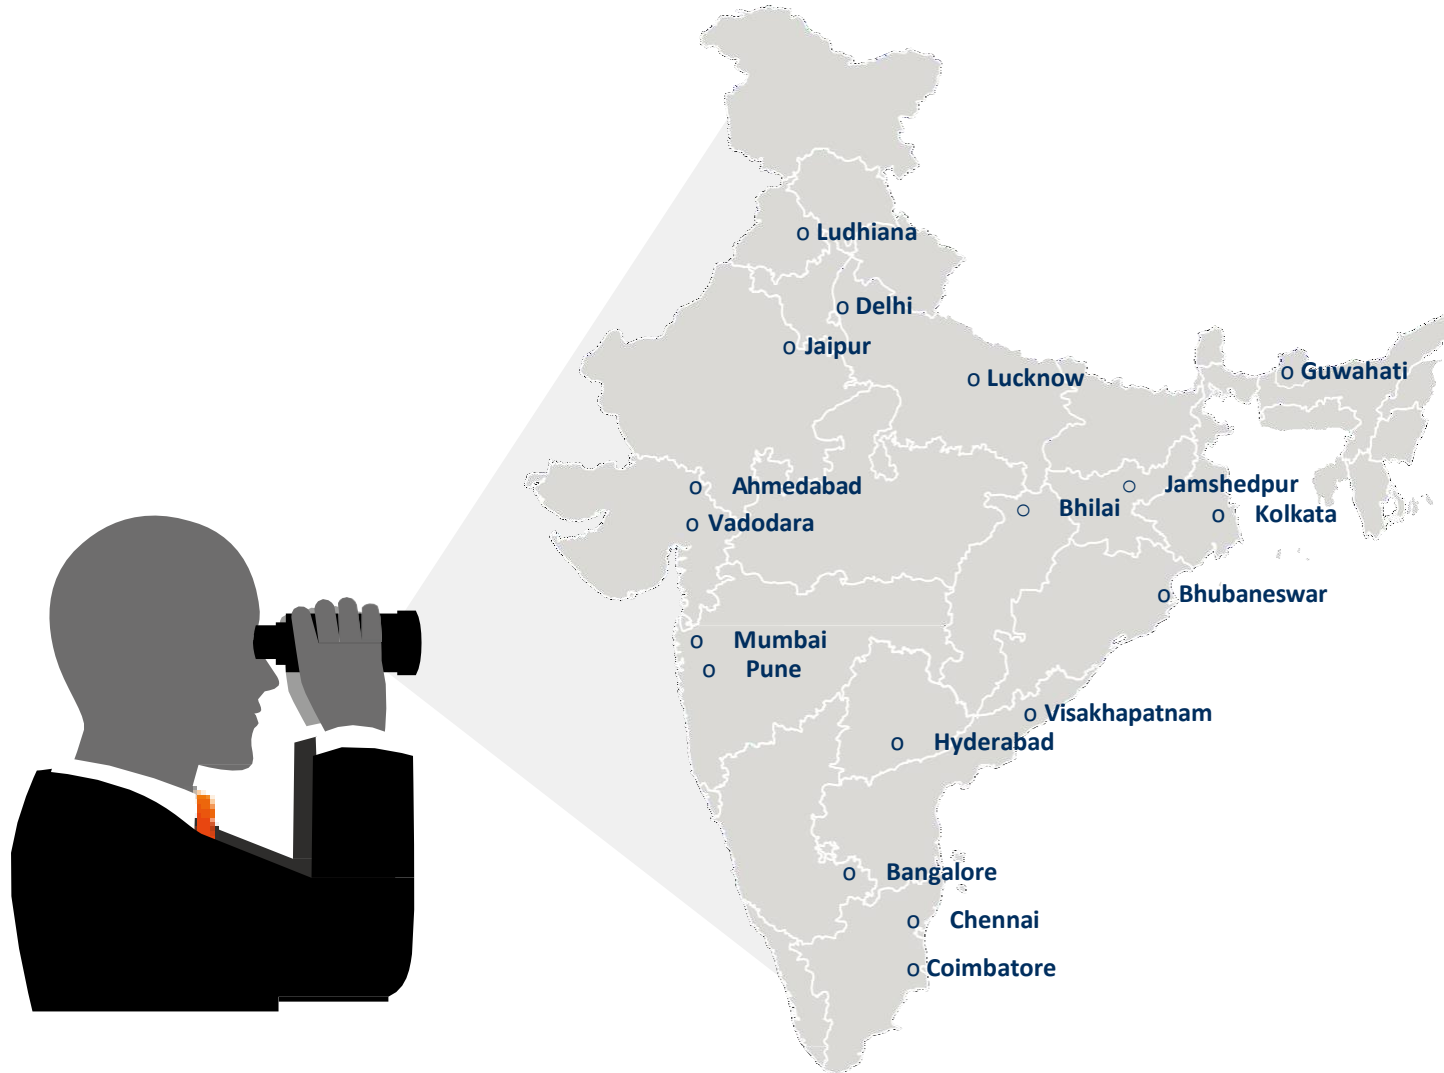 o Ludhiana
o Delhi
o Jaipur
o Lucknow
o Guwahati
o Ahmedabad
o Jamshedpur
o Bhilai
o Kolkata
o Vadodara
o Bhubaneswar
o Mumbai
o Pune
o Visakhapatnam
o Hyderabad
o Bangalore
o Chennai
o Coimbatore